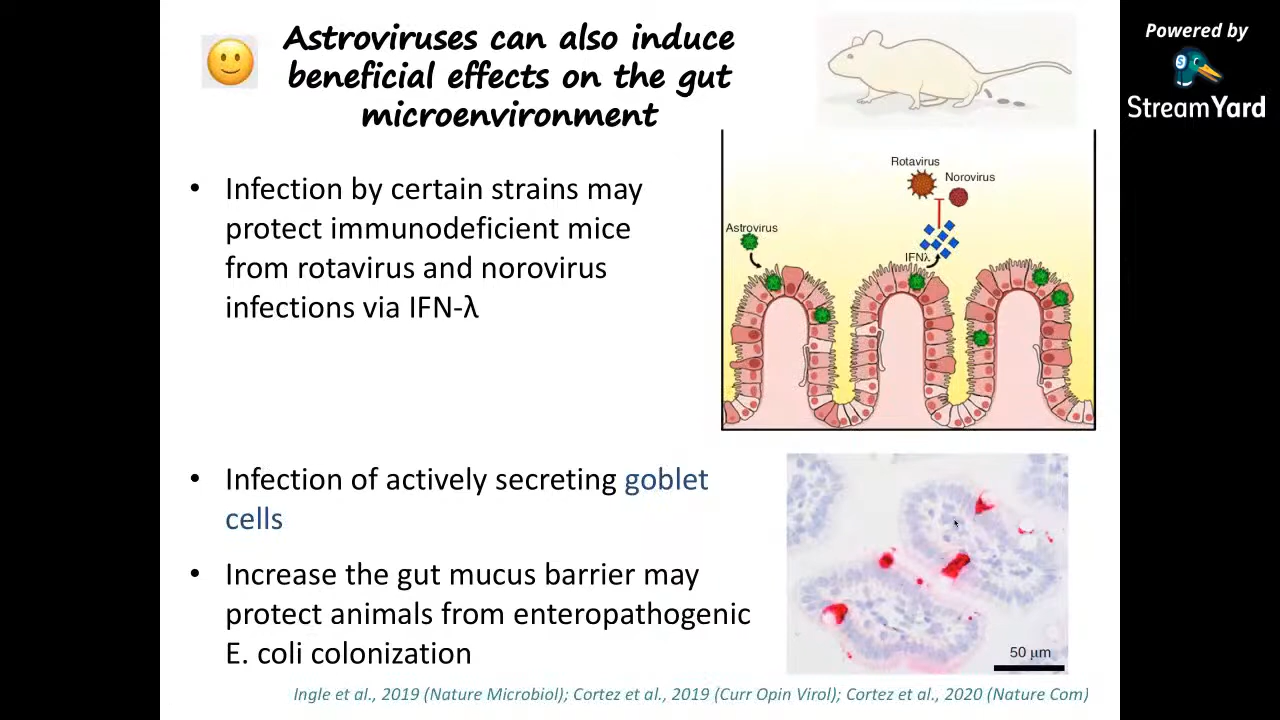 Astroviruses can also induce
beneficial effects on the gut
microenvironment
Powered by
StreamYard
• Infection by certain strains may
protect immunodeficient mice
from rotavirus and norovirus
infections via IFN-λ
Rotavirus
Norovirus
Astrovirus
IFNλ
• Infection of actively secreting goblet
cells
• Increase the gut mucus barrier may
protect animals from enteropathogenic
E. coli colonization
50 µm
Ingle et al., 2019 (Nature Microbiol); Cortez et al., 2019 (Curr Opin Virol); Cortez et al., 2020 (Nature Com)